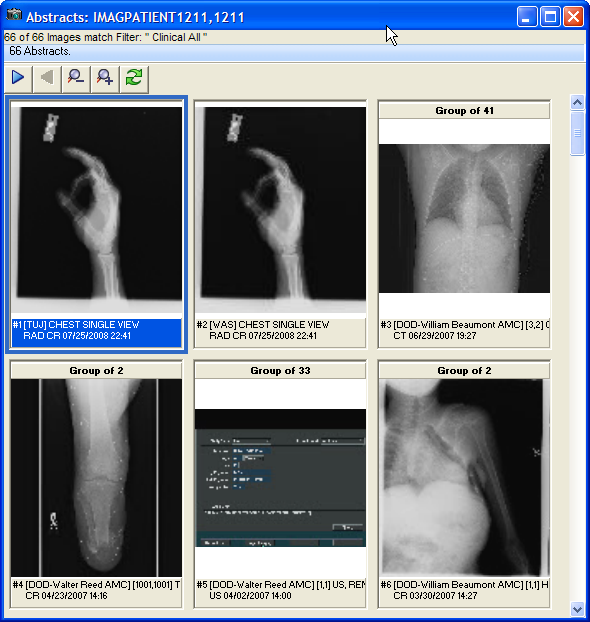 Abstracts: IMAGPATIENT1211,1211
66 of 66 Images match Filter: " Clinical All "
66 Abstracts.
Group of 41
#1 [TUJ] CHEST SINGLE VIEW
RAD CR 07/25/2008 22:41
#2 [WAS] CHEST SINGLE VIEW
RAD CR 07/25/2008 22:41
#3 [DOD-William Beaumont AMC] [3,2]
CT 06/29/2007 19:27
Group of 2
Group of 33
Group of 2
#4 [DOD-Walter Reed AMC] [1001,1001] T
CR 04/23/2007 14:16
#5 [DOD-Walter Reed AMC] [1,1] US, REN
US 04/02/2007 14:00
#6 [DOD-William Beaumont AMC] [1,1] H
CR 03/30/2007 14:27